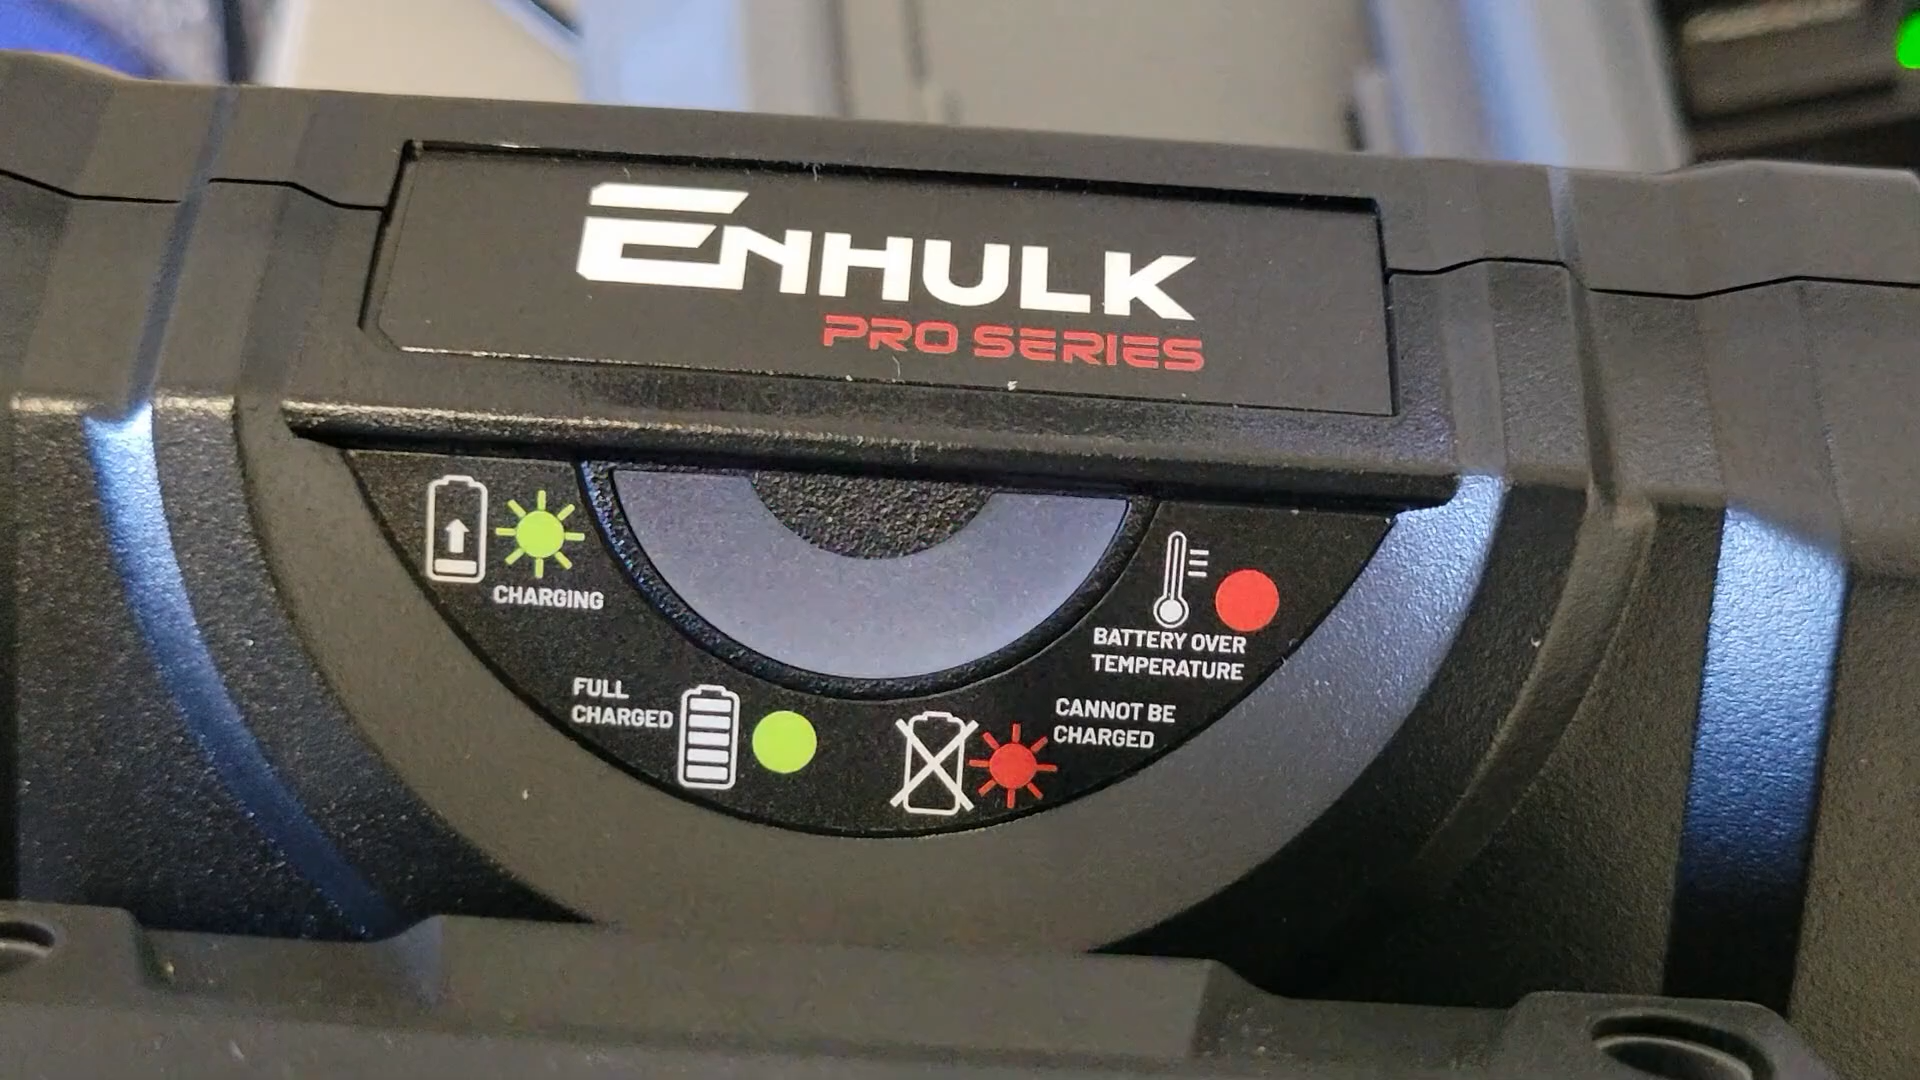 ENHULK
PRO SERIES
CHARGING
FULL
CHARGED
CANNOT BE
CHARGED
BATTERY OVER
TEMPERATURE